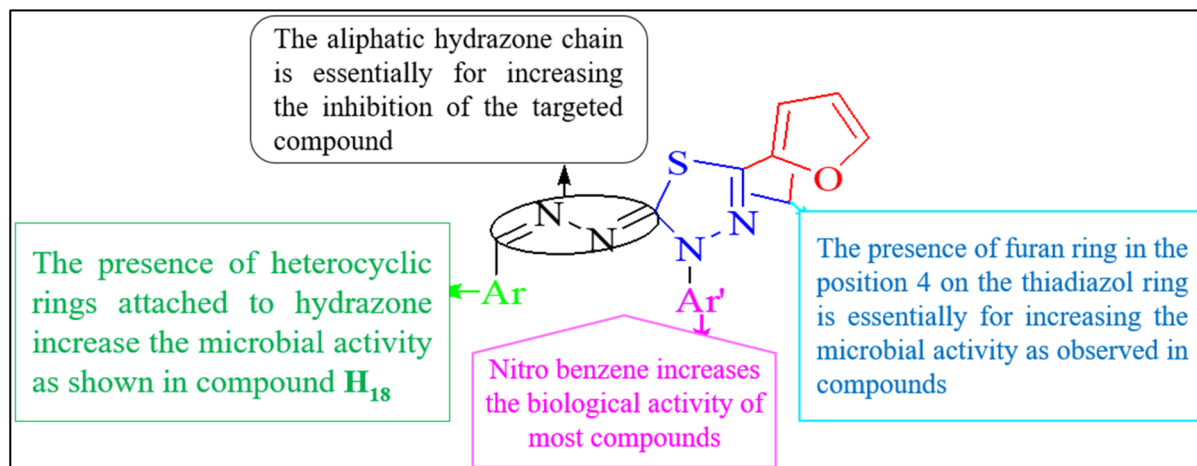 The aliphatic hydrazone chain
is essentially for increasing
the inhibition of the targeted
compound
S
O
N
N
N
N
Ar
Ar'
The presence of heterocyclic
rings attached to hydrazone
increase the microbial activity
as shown in compound H₁₈
Nitro benzene increases
the biological activity of
most compounds
The presence of furan ring in the
position 4 on the thiadiazol ring
is essentially for increasing the
microbial activity as observed in
compounds